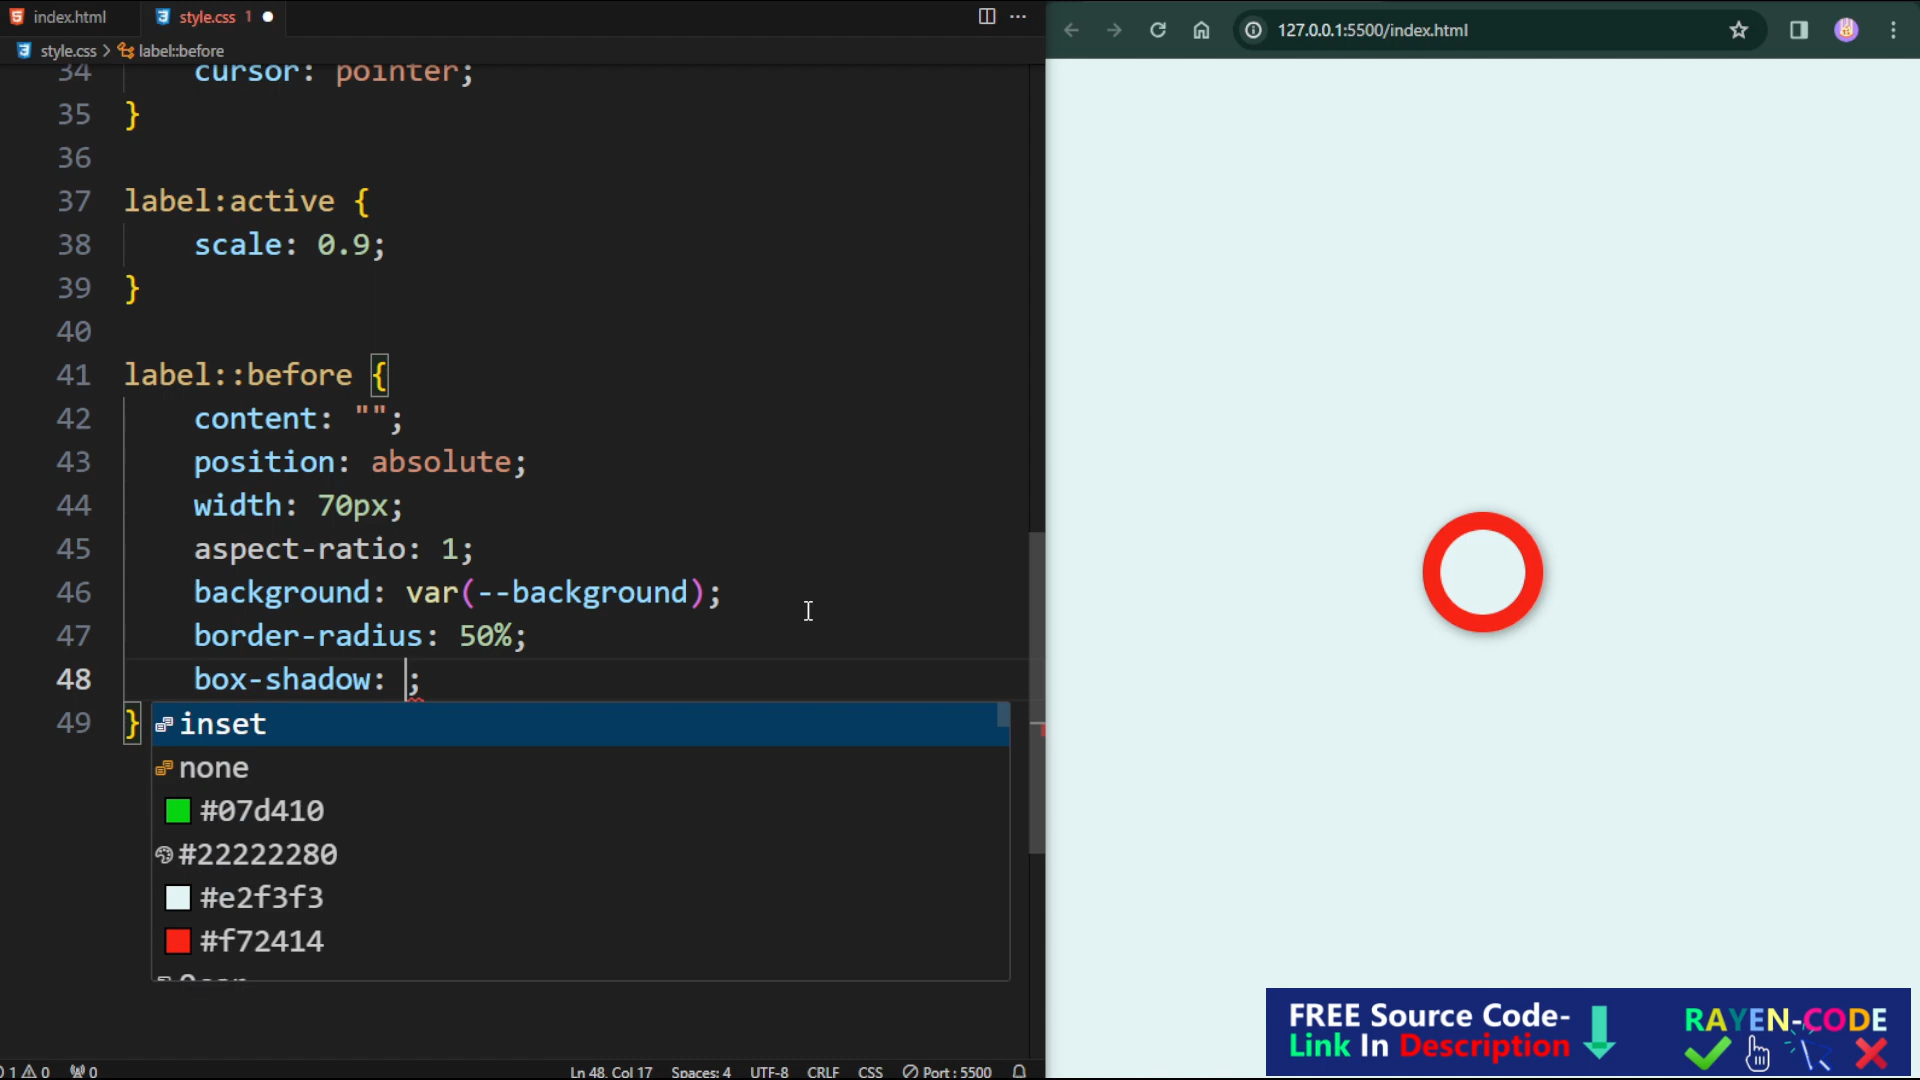 index.html
style.css 1
style.css > label::before
34 cursor: pointer;
35 }
36
37 label:active {
38 scale: 0.9;
39 }
40
41 label::before {
42 content: "";
43 position: absolute;
44 width: 70px;
45 aspect-ratio: 1;
46 background: var(--background);
47 border-radius: 50%;
48 box-shadow: ;
49 }
inset
none
#07d410
#22222280
#e2f3f3
#f72414
Ln 48, Col 17 Spaces: 4 UTF-8 CRLF CSS Port : 5500
1 0 0
127.0.0.1:5500/index.html
FREE Source Code-
Link In Description
RAYEN-CODE